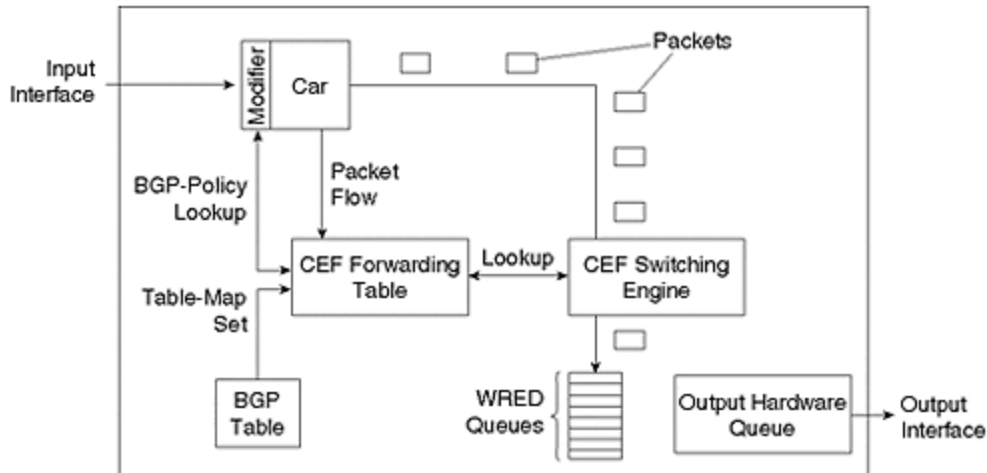 Packets
Input
Interface
Modifier
Car
BGP-Policy
Lookup
Packet
Flow
CEF Forwarding
Table
Lookup
CEF Switching
Engine
Table-Map
Set
BGP
Table
WRED
Queues
Output Hardware
Queue
Output
Interface